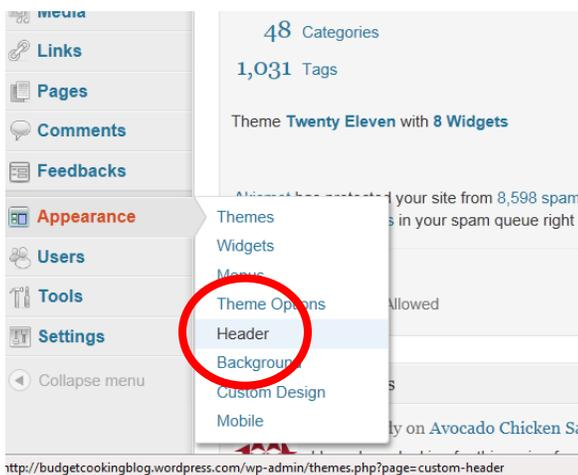 Media
Links
Pages
Comments
Feedbacks
Appearance
Users
Tools
Settings
Collapse menu
48 Categories
1,031 Tags
Theme Twenty Eleven with 8 Widgets
Akismet has protected your site from 8,598 spam
in your spam queue right
Themes
Widgets
Menus
Theme Options
Header
Background
Custom Design
Mobile
Allowed
on Avocado Chicken Sa
http://budgetcookingblog.wordpress.com/wp-admin/themes.php?page=custom-header